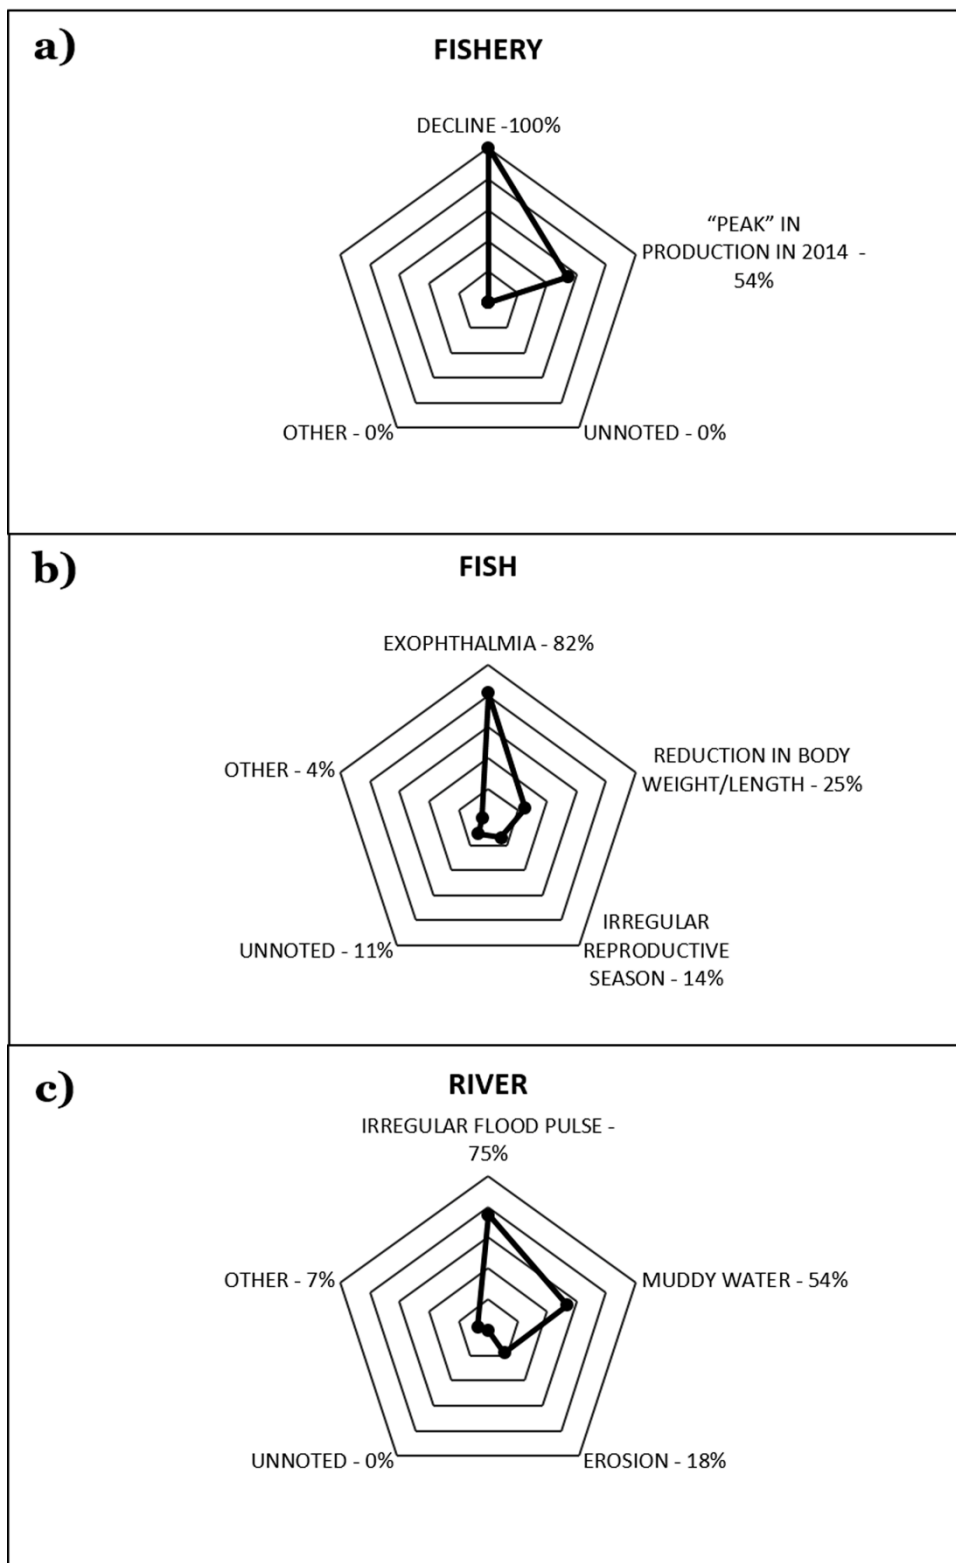 a)
FISHERY
DECLINE -100%
“PEAK” IN
PRODUCTION IN 2014 -
54%
OTHER - 0%
UNNOTED - 0%
b)
FISH
EXOPHTHALMIA - 82%
OTHER - 4%
REDUCTION IN BODY
WEIGHT/LENGTH - 25%
UNNOTED - 11%
IRREGULAR
REPRODUCTIVE
SEASON - 14%
c)
RIVER
IRREGULAR FLOOD PULSE -
75%
OTHER - 7%
MUDDY WATER - 54%
UNNOTED - 0%
EROSION - 18%